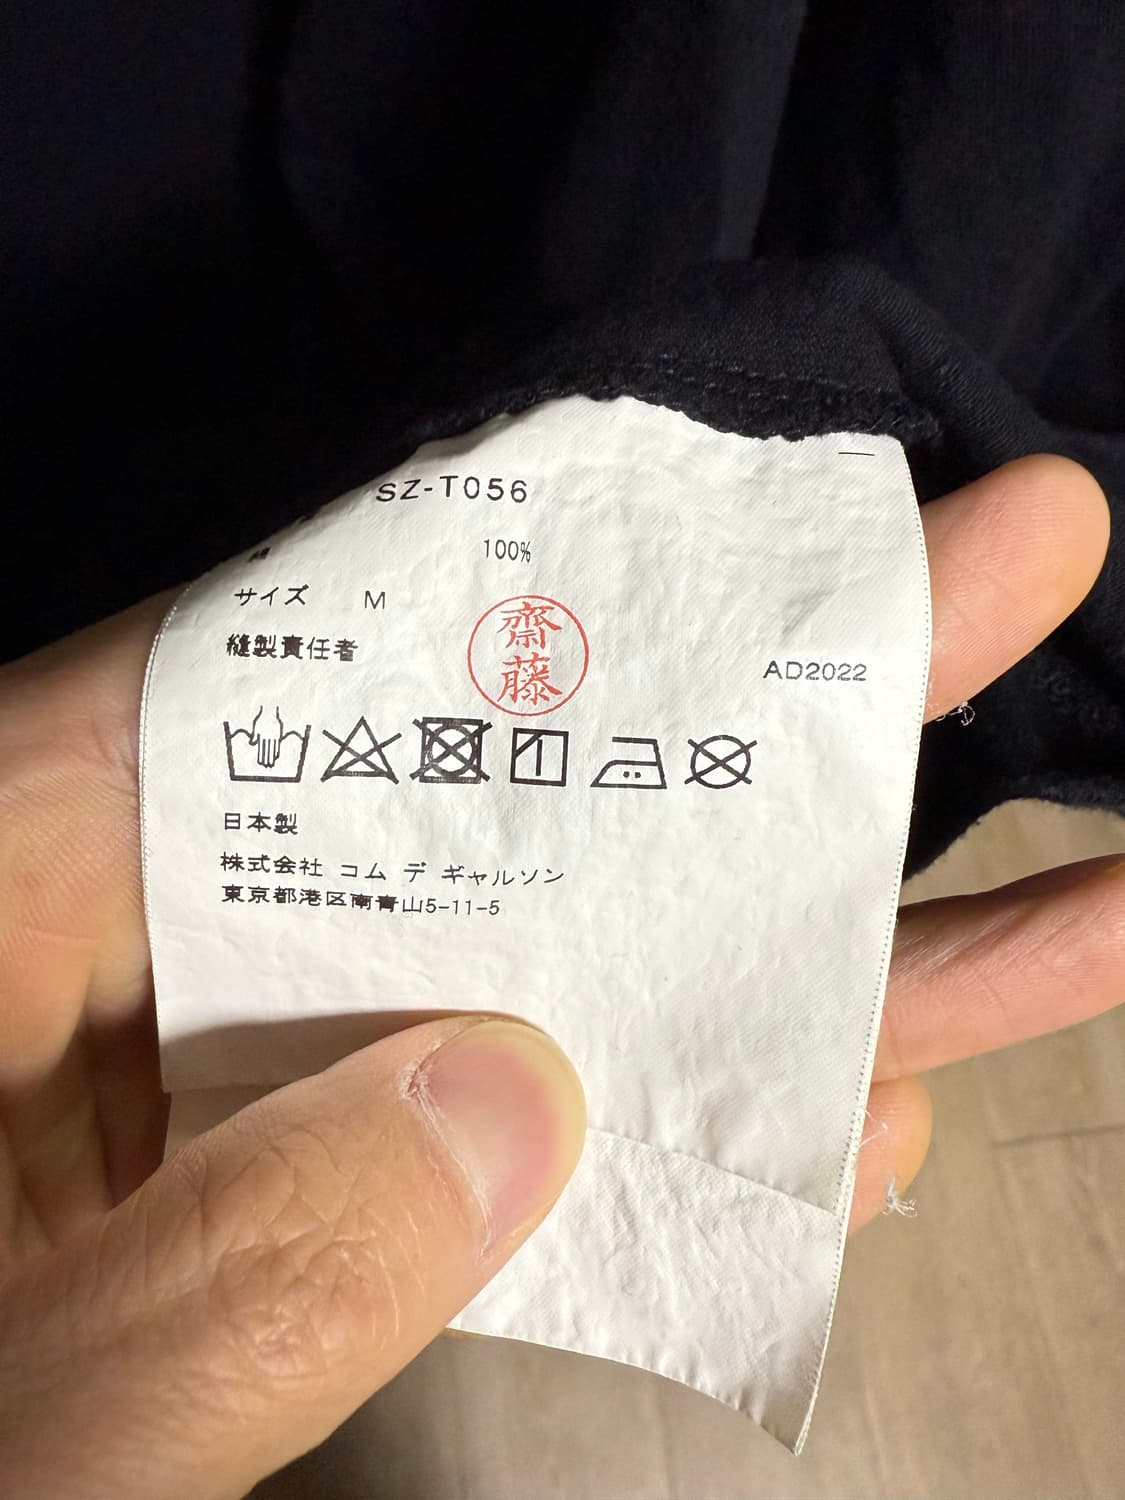 SZ-T056
綿 100%
サイズ M
縫製責任者
齋藤
AD2022
日本製
株式会社 コム デ ギャルソン
東京都港区南青山5-11-5